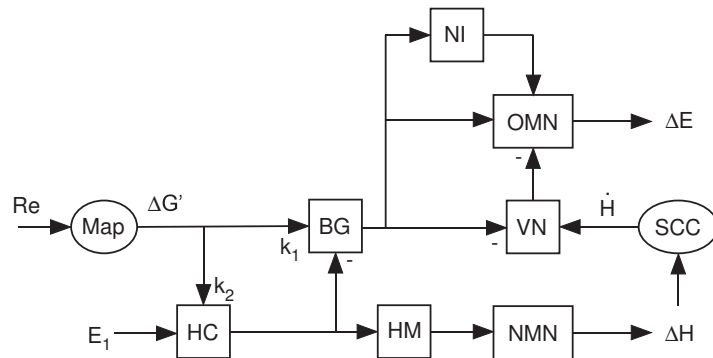 NI
OMN
ΔE
-
Re
Map
ΔG'
k₁
BG
-
-
VN
Ḣ
SCC
k₂
E₁
HC
HM
NMN
ΔH